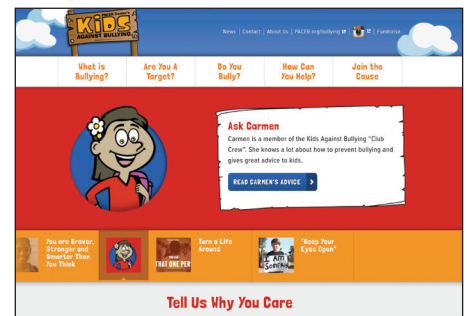 PACER Center's
KiDS
AGAINST BULLYING
News | Contact | About Us | PACER.org/bullying | Fundraise
What is
Bullying?
Are You A
Target?
Do You
Bully?
How Can
You Help?
Join the
Cause
Ask Carmen
Carmen is a member of the Kids Against Bullying "Club
Crew". She knows a lot about how to prevent bullying and
gives great advice to kids.
READ CARMEN'S ADVICE
You are Braver,
Stronger and
Smarter Than
You Think
THAT ONE PER
Turn a Life
Around
I AM
"Keep Your
Eyes Open"
Tell Us Why You Care